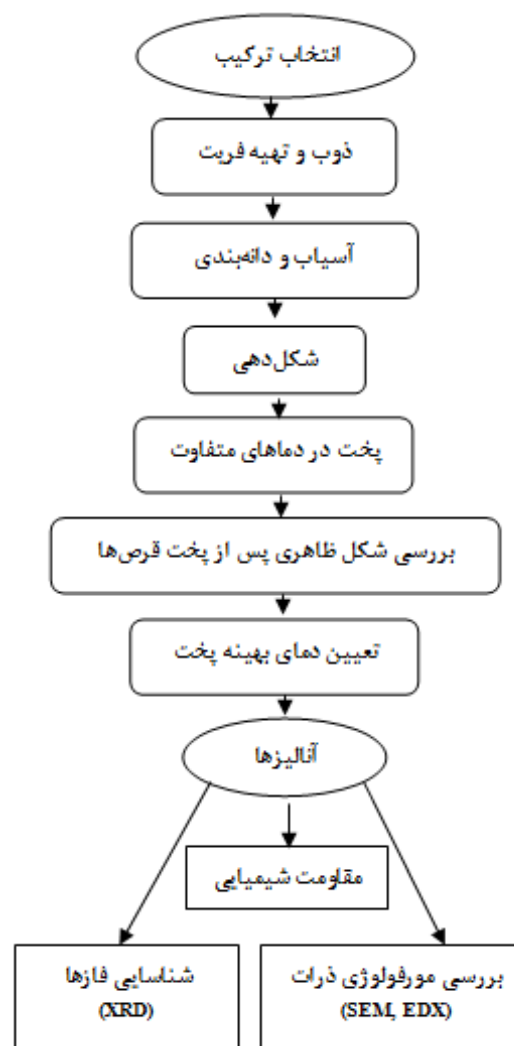 انتخاب ترکیب
ذوب و تهیه فریت
آسیاب و دانه‌بندی
شکل‌دهی
پخت در دماهای متفاوت
بررسی شکل ظاهری پس از پخت قرص‌ها
تعیین دمای بهینه پخت
آنالیزها
مقاومت شیمیایی
بررسی مورفولوژی ذرات
(SEM, EDX)
شناسایی فازها
(XRD)